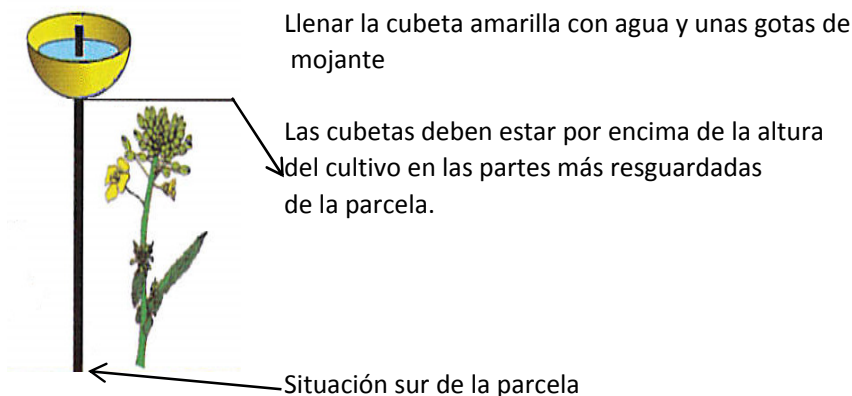 Llenar la cubeta amarilla con agua y unas gotas de
mojante
Las cubetas deben estar por encima de la altura
del cultivo en las partes más resguardadas
de la parcela.
Situación sur de la parcela